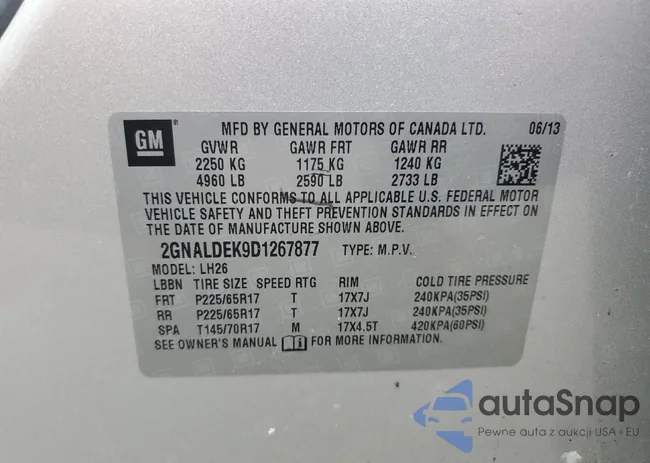 GM
MFD BY GENERAL MOTORS OF CANADA LTD. 06/13
GVWR GAWR FRT GAWR RR
2250 KG 1175 KG 1240 KG
4960 LB 2590 LB 2733 LB
THIS VEHICLE CONFORMS TO ALL APPLICABLE U.S. FEDERAL MOTOR
VEHICLE SAFETY AND THEFT PREVENTION STANDARDS IN EFFECT ON
THE DATE OF MANUFACTURE SHOWN ABOVE.
2GNALDEK9D1267877 TYPE: M.P.V.
MODEL: LH26
LBBN TIRE SIZE SPEED RTG RIM COLD TIRE PRESSURE
FRT P225/65R17 T 17X7J 240KPA(35PSI)
RR P225/65R17 T 17X7J 240KPA(35PSI)
SPA T145/70R17 M 17X4.5T 420KPA(60PSI)
SEE OWNER'S MANUAL FOR MORE INFORMATION.
autoSnap
Pewne auta z aukcji USA i EU